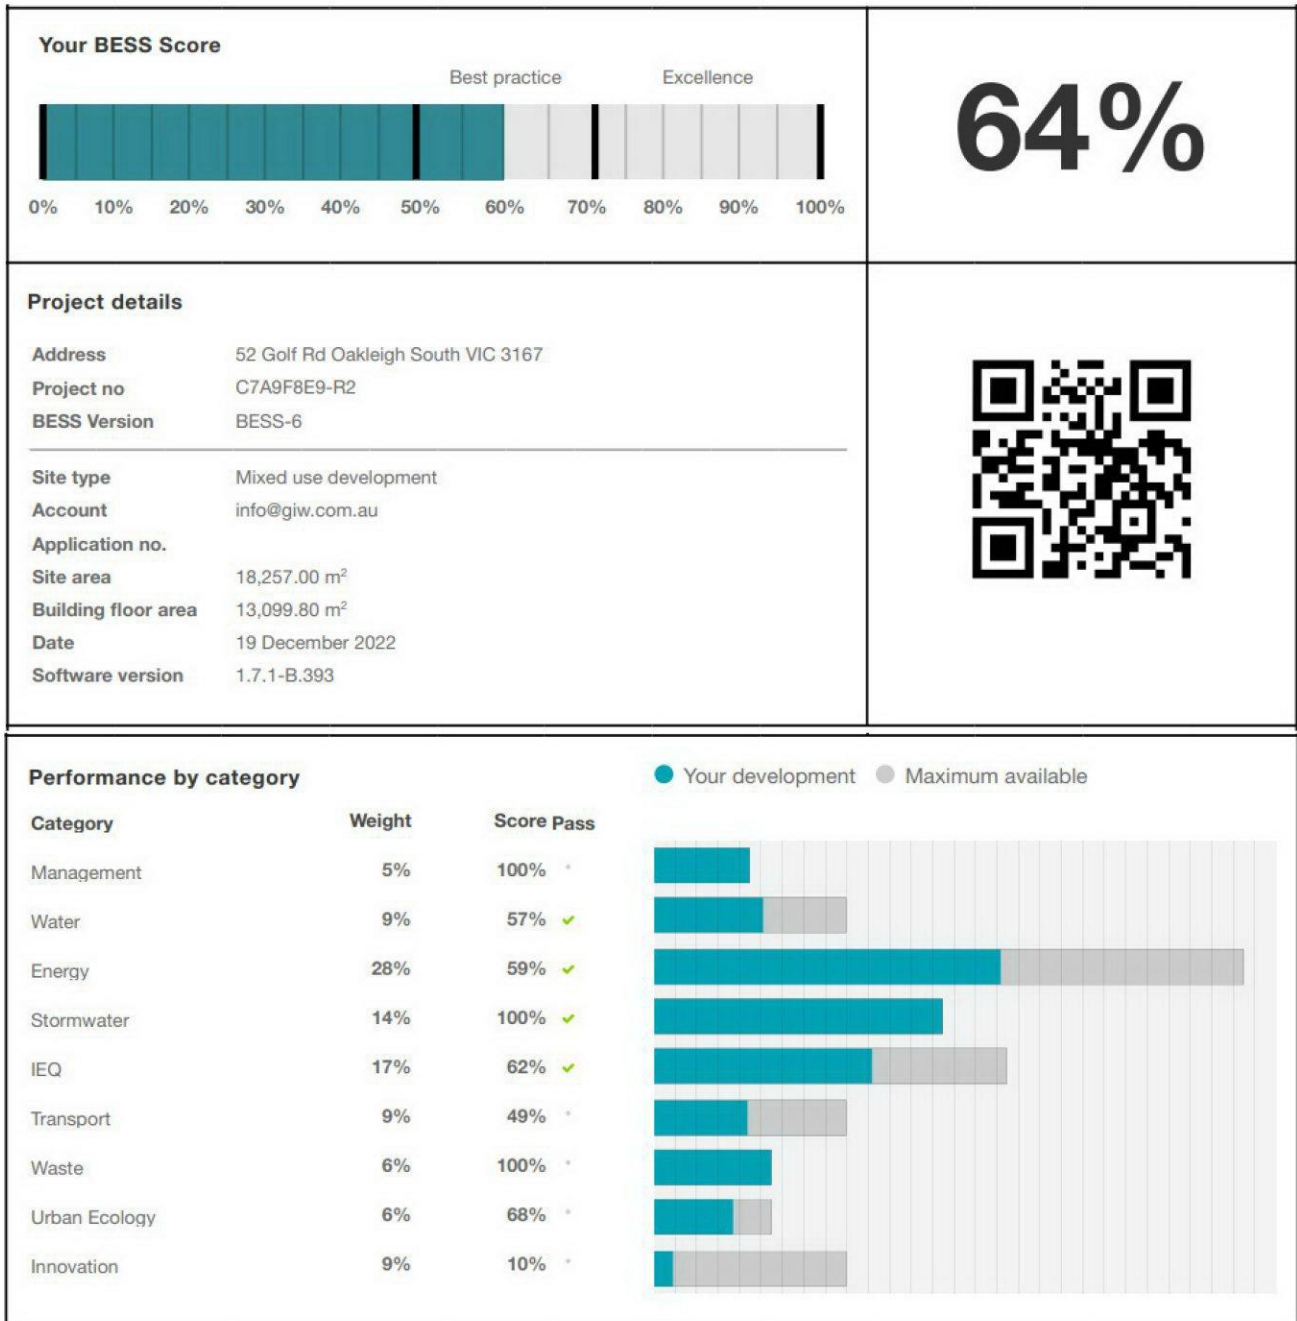 Your BESS Score
Best practice Excellence
64%
0% 10% 20% 30% 40% 50% 60% 70% 80% 90% 100%
Project details
Address 52 Golf Rd Oakleigh South VIC 3167
Project no C7A9F8E9-R2
BESS Version BESS-6
Site type Mixed use development
Account info@giw.com.au
Application no.
Site area 18,257.00 m²
Building floor area 13,099.80 m²
Date 19 December 2022
Software version 1.7.1-B.393
Performance by category
Your development Maximum available
Category Weight Score Pass
Management 5% 100%
Water 9% 57% ✓
Energy 28% 59% ✓
Stormwater 14% 100% ✓
IEQ 17% 62% ✓
Transport 9% 49%
Waste 6% 100%
Urban Ecology 6% 68%
Innovation 9% 10%